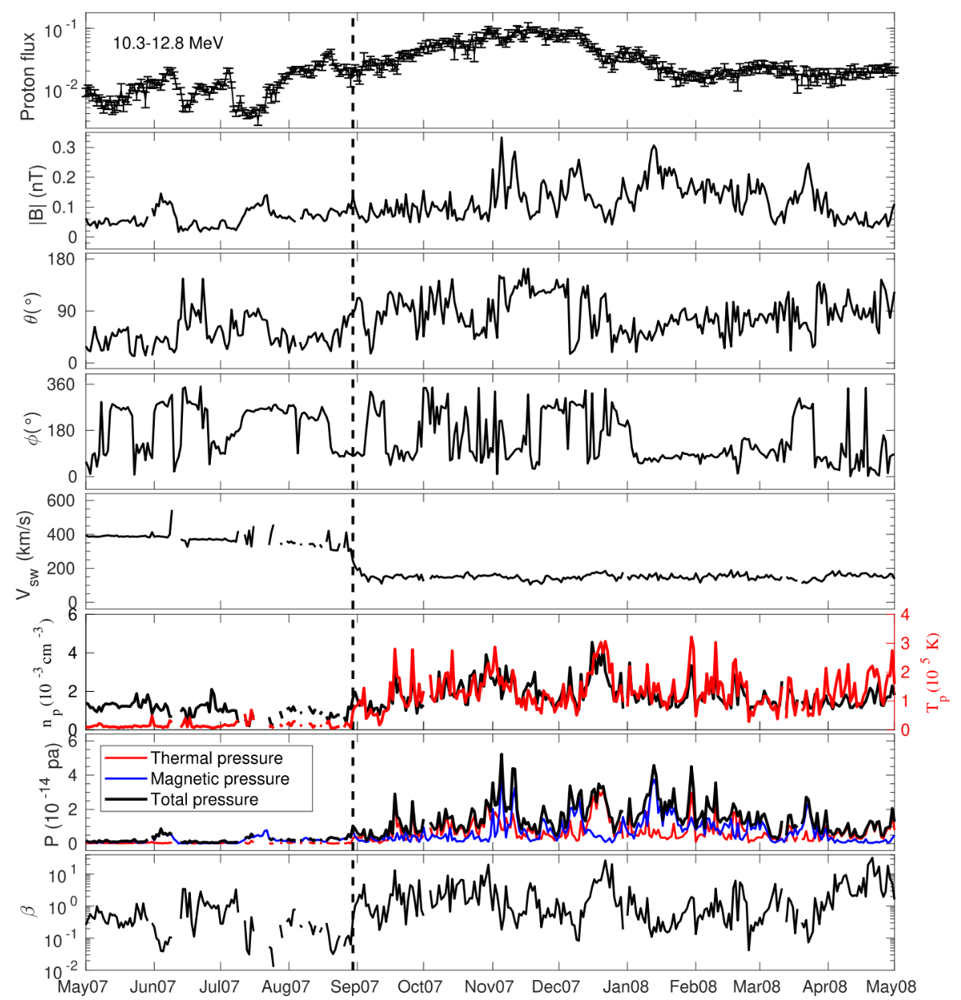 10^-1
10^-2
Proton flux
10.3-12.8 MeV
0.3
0.2
0.1
0
|B| (nT)
180
90
0
θ(°)
360
180
0
ϕ(°)
600
400
200
0
V_sw (km/s)
6
4
2
0
n_p (10^-3 cm^-3)
4
3
2
1
0
T_p (10^5 K)
6
4
2
0
P (10^-14 pa)
Thermal pressure
Magnetic pressure
Total pressure
10^1
10^0
10^-1
10^-2
β
May07 Jun07 Jul07 Aug07 Sep07 Oct07 Nov07 Dec07 Jan08 Feb08 Mar08 Apr08 May08